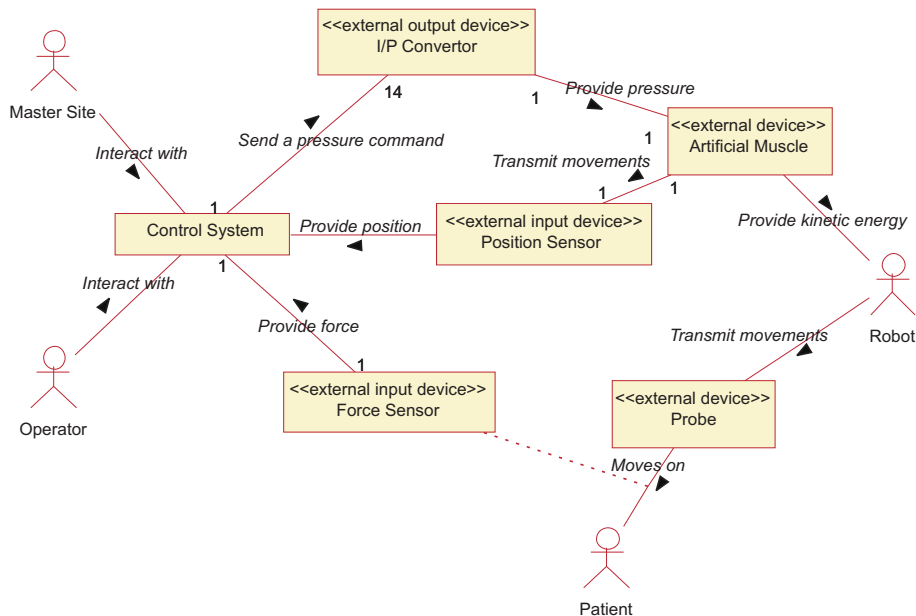 <<external output device>>
I/P Convertor
Master Site
14
1
Provide pressure
Interact with
Send a pressure command
<<external device>>
Artificial Muscle
1
Transmit movements
1
1
1
Control System
Provide position
<<external input device>>
Position Sensor
Provide kinetic energy
1
Interact with
Provide force
Transmit movements
Robot
1
<<external input device>>
Force Sensor
<<external device>>
Probe
Operator
Moves on
Patient